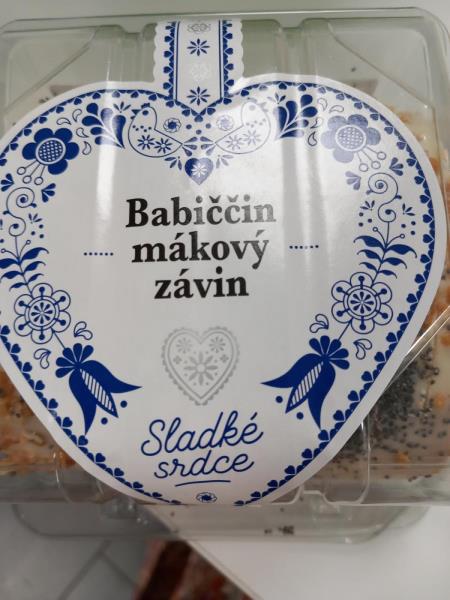 Babiččin
mákový
závin
Sladké
srdce